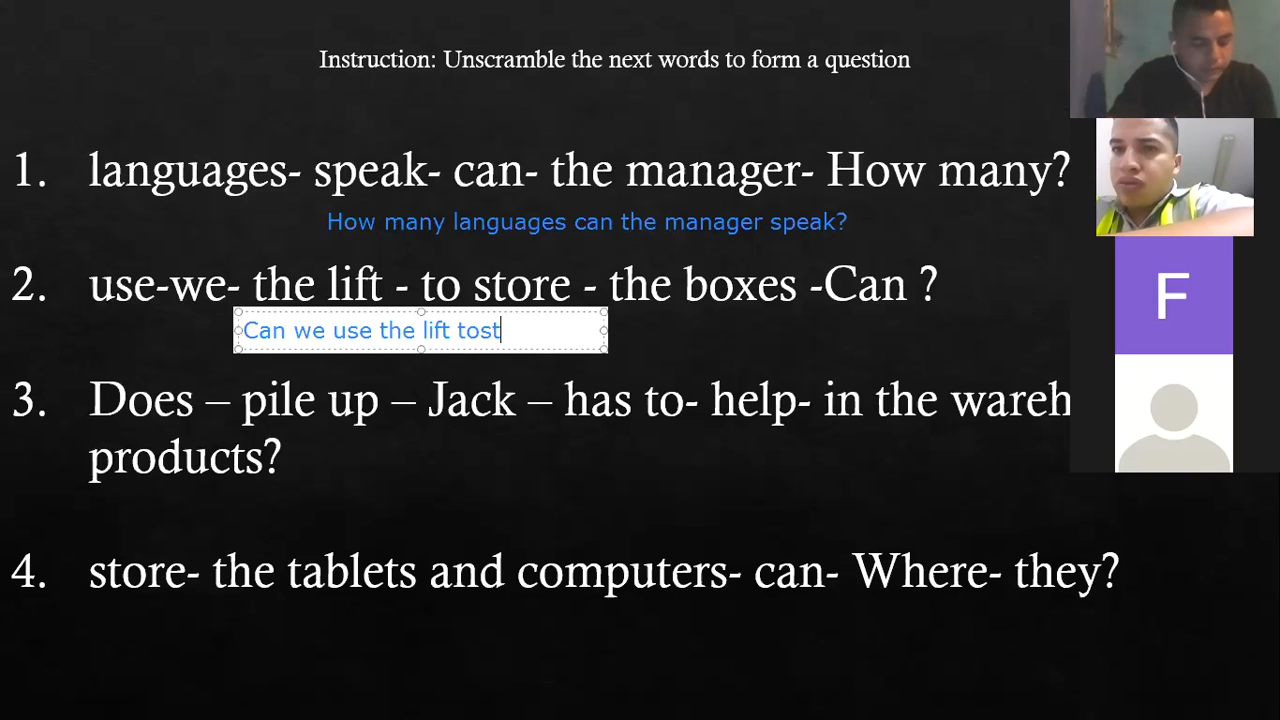 Instruction: Unscramble the next words to form a question
1. languages- speak- can- the manager- How many?
How many languages can the manager speak?
2. use-we- the lift - to store - the boxes -Can ?
Can we use the lift tost
3. Does – pile up – Jack – has to- help- in the wareh
products?
4. store- the tablets and computers- can- Where- they?
F